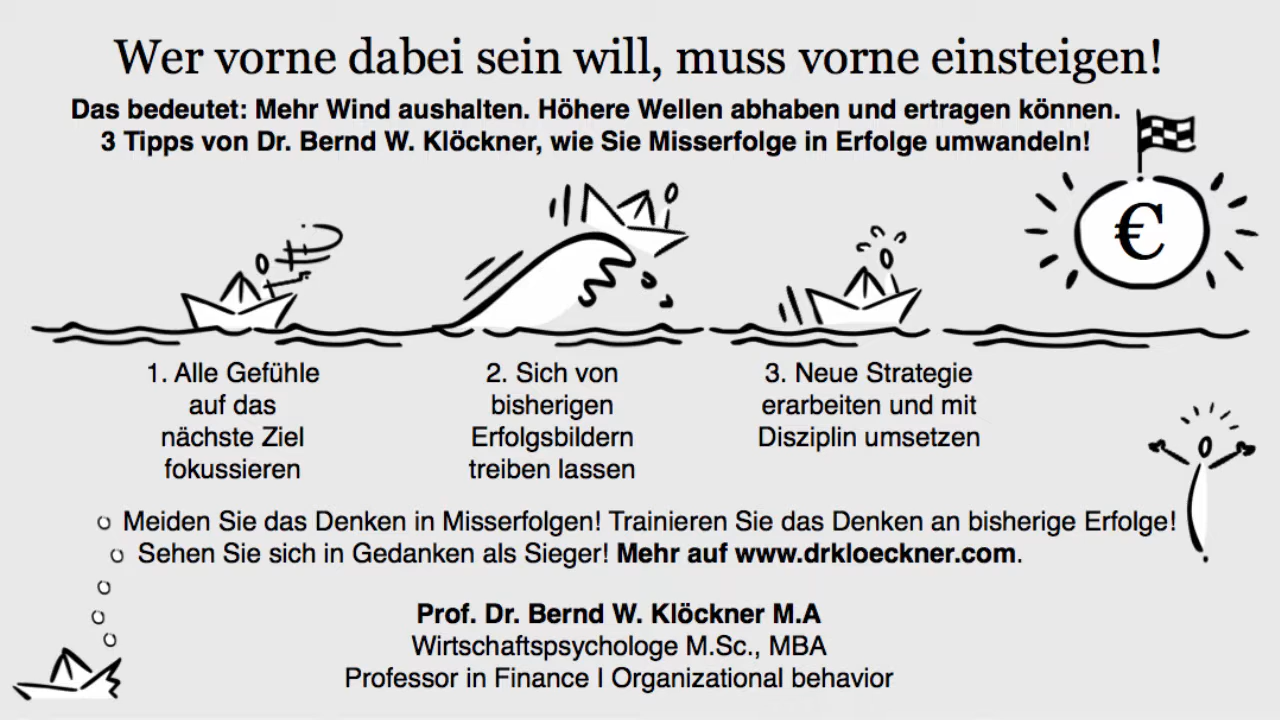 Wer vorne dabei sein will, muss vorne einsteigen!
Das bedeutet: Mehr Wind aushalten. Höhere Wellen abhaben und ertragen können.
3 Tipps von Dr. Bernd W. Klöckner, wie Sie Misserfolge in Erfolge umwandeln!
€
1. Alle Gefühle
auf das
nächste Ziel
fokussieren
2. Sich von
bisherigen
Erfolgsbildern
treiben lassen
3. Neue Strategie
erarbeiten und mit
Disziplin umsetzen
Meiden Sie das Denken in Misserfolgen! Trainieren Sie das Denken an bisherige Erfolge!
Sehen Sie sich in Gedanken als Sieger! Mehr auf www.drkloeckner.com.
Prof. Dr. Bernd W. Klöckner M.A
Wirtschaftspsychologe M.Sc., MBA
Professor in Finance I Organizational behavior